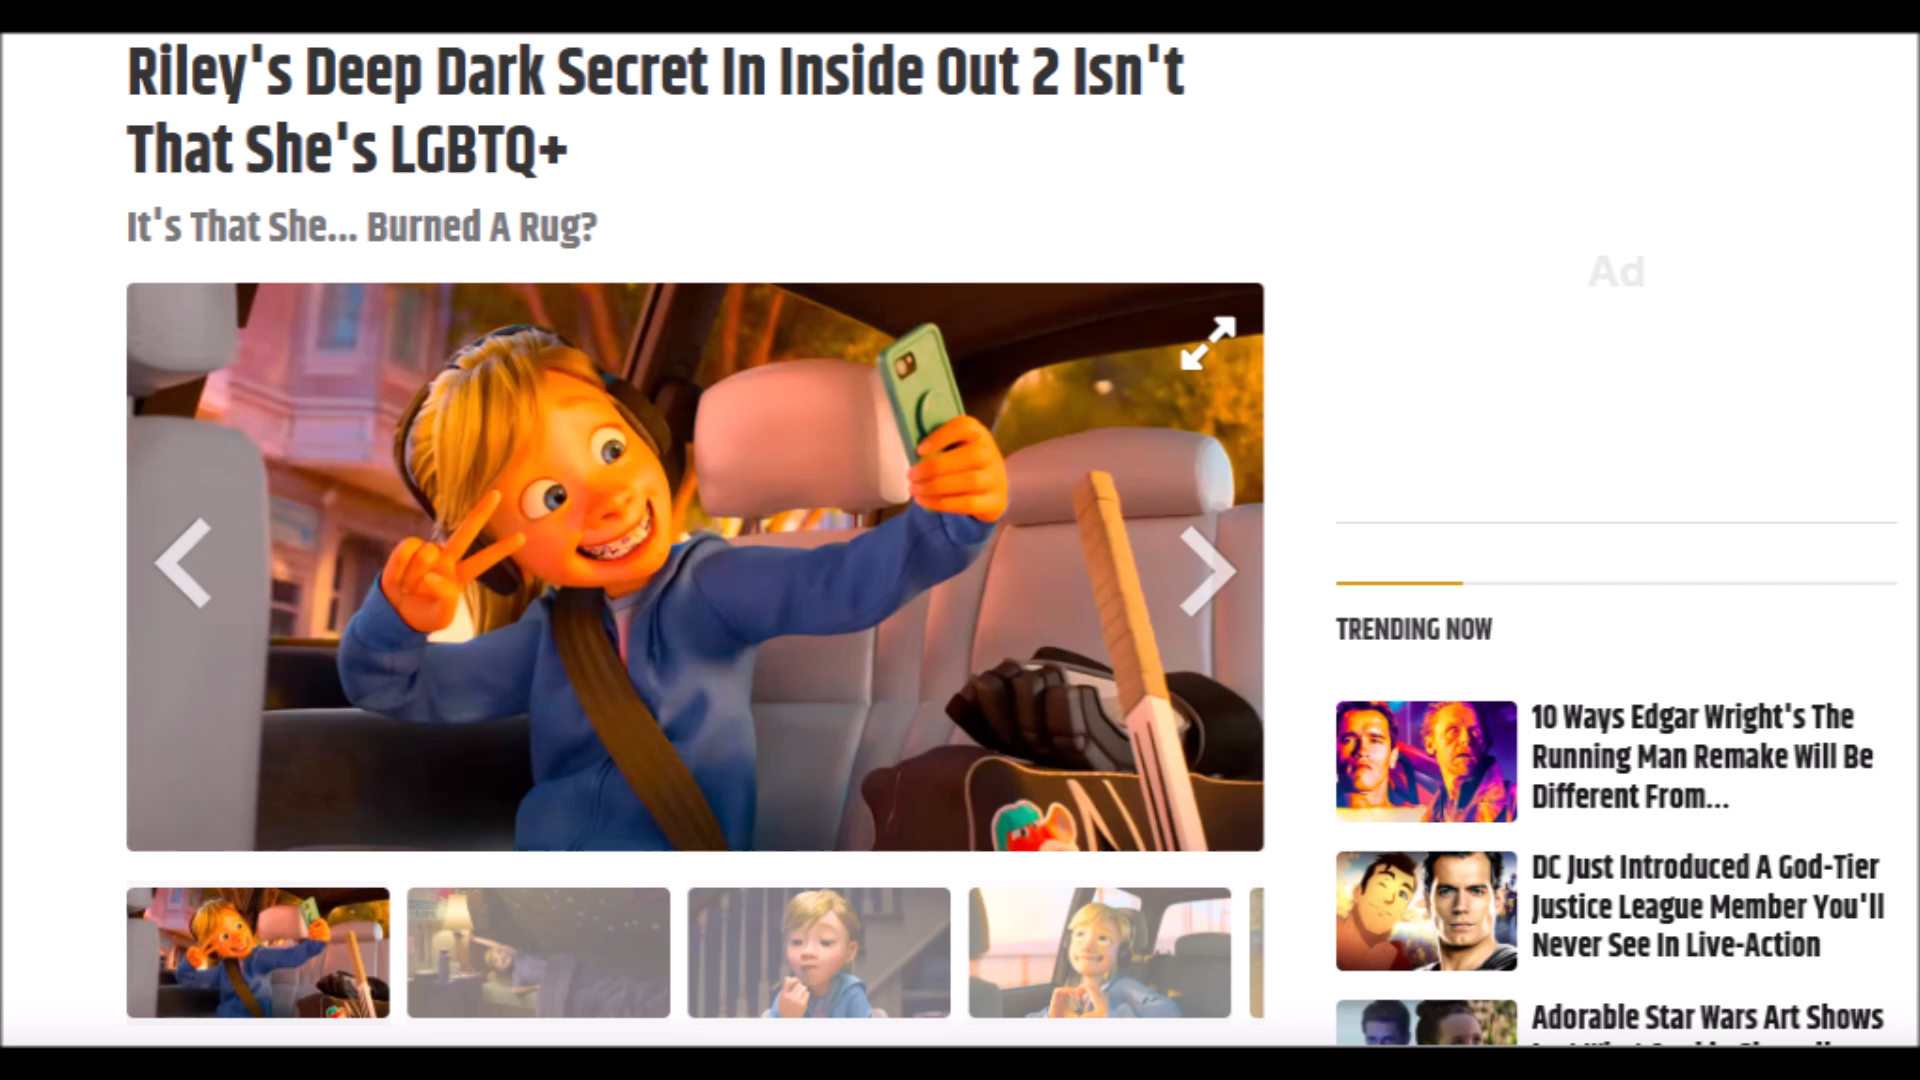 Riley's Deep Dark Secret In Inside Out 2 Isn't
That She's LGBTQ+
It's That She... Burned A Rug?
Ad
TRENDING NOW
10 Ways Edgar Wright's The
Running Man Remake Will Be
Different From...
DC Just Introduced A God-Tier
Justice League Member You'll
Never See In Live-Action
Adorable Star Wars Art Shows